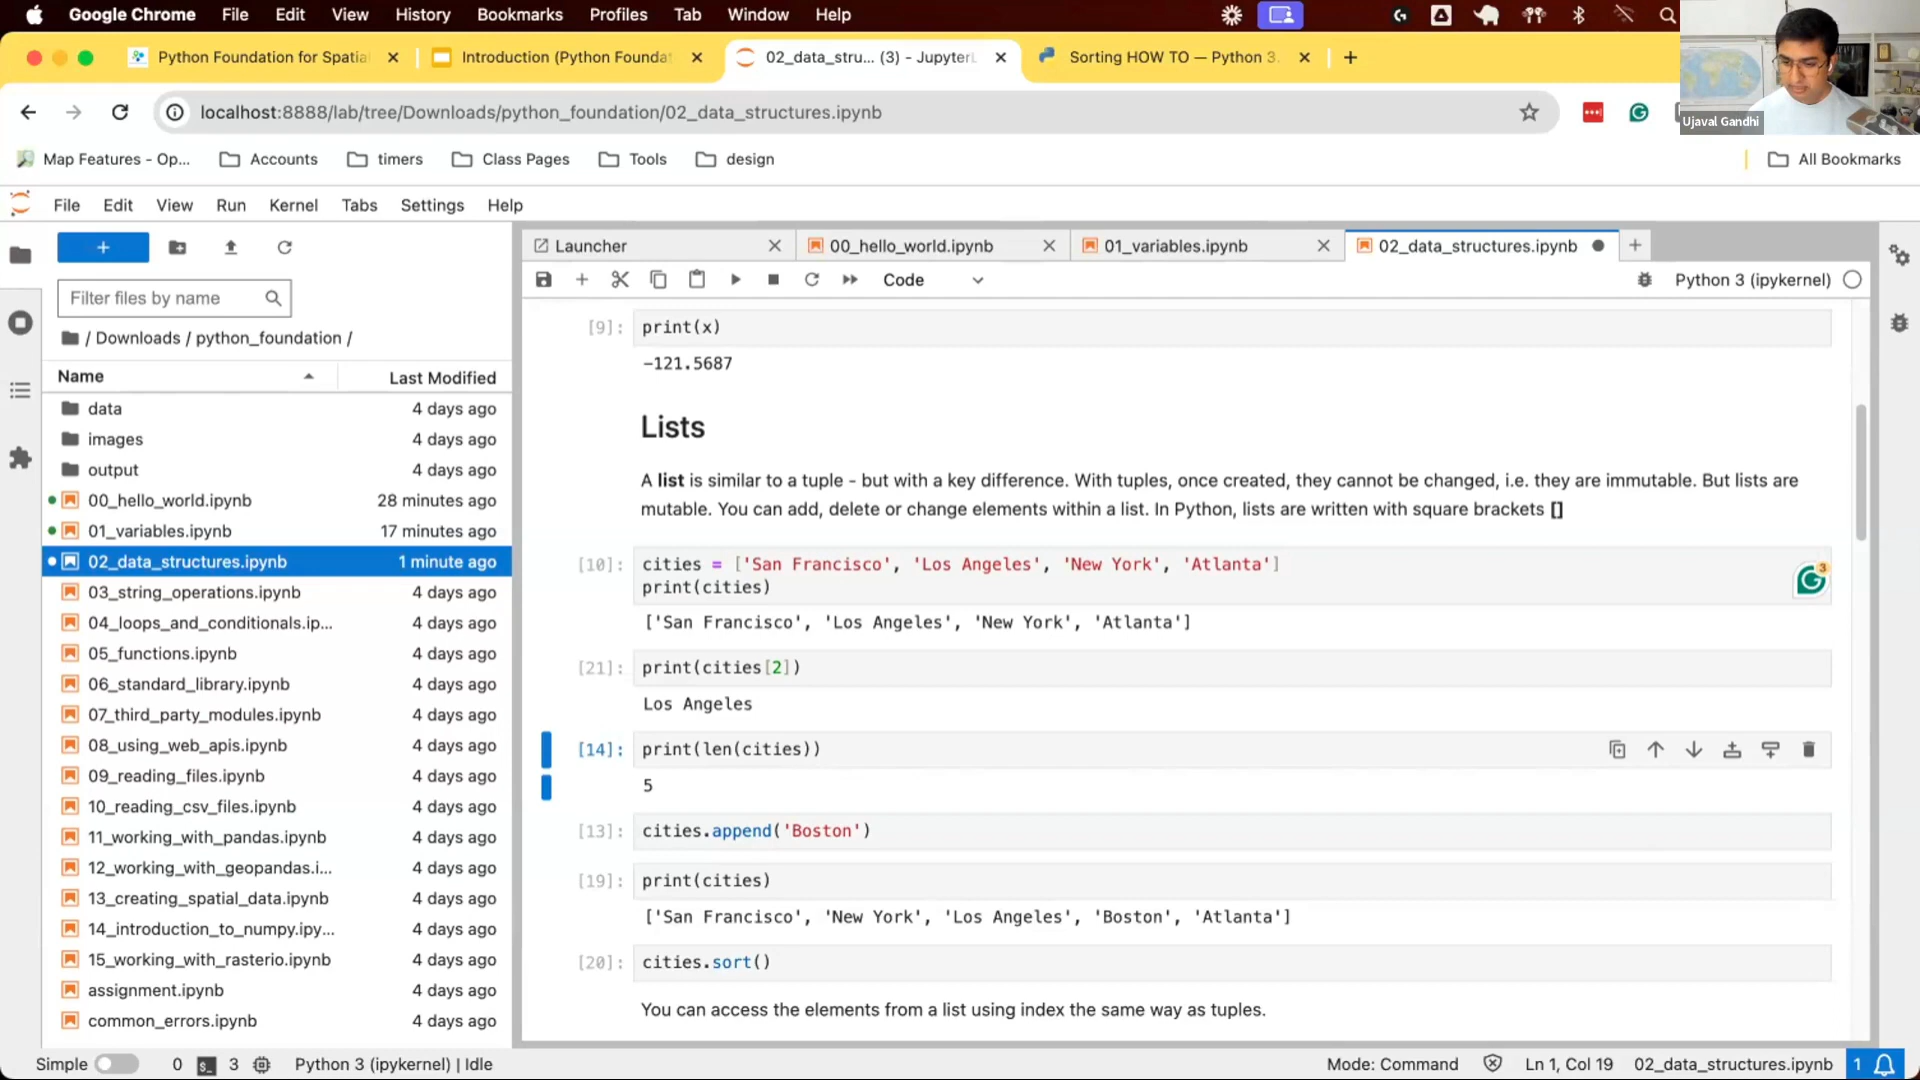 Google Chrome File Edit View History Bookmarks Profiles Tab Window Help
Python Foundation for Spatia Introduction (Python Foundat 02_data_stru... (3) - JupyterL Sorting HOW TO — Python 3.
localhost:8888/lab/tree/Downloads/python_foundation/02_data_structures.ipynb
Ujaval Gandhi
Map Features - Op... Accounts timers Class Pages Tools design All Bookmarks
File Edit View Run Kernel Tabs Settings Help
Launcher 00_hello_world.ipynb 01_variables.ipynb 02_data_structures.ipynb
Code Python 3 (ipykernel)
Filter files by name
/ Downloads / python_foundation /
Name Last Modified
data 4 days ago
images 4 days ago
output 4 days ago
00_hello_world.ipynb 28 minutes ago
01_variables.ipynb 17 minutes ago
02_data_structures.ipynb 1 minute ago
03_string_operations.ipynb 4 days ago
04_loops_and_conditionals.ip... 4 days ago
05_functions.ipynb 4 days ago
06_standard_library.ipynb 4 days ago
07_third_party_modules.ipynb 4 days ago
08_using_web_apis.ipynb 4 days ago
09_reading_files.ipynb 4 days ago
10_reading_csv_files.ipynb 4 days ago
11_working_with_pandas.ipynb 4 days ago
12_working_with_geopandas.i... 4 days ago
13_creating_spatial_data.ipynb 4 days ago
14_introduction_to_numpy.ipy... 4 days ago
15_working_with_rasterio.ipynb 4 days ago
assignment.ipynb 4 days ago
common_errors.ipynb 4 days ago
[9]: print(x)
-121.5687
Lists
A list is similar to a tuple - but with a key difference. With tuples, once created, they cannot be changed, i.e. they are immutable. But lists are
mutable. You can add, delete or change elements within a list. In Python, lists are written with square brackets []
[10]: cities = ['San Francisco', 'Los Angeles', 'New York', 'Atlanta']
3
print(cities)
['San Francisco', 'Los Angeles', 'New York', 'Atlanta']
[21]: print(cities[2])
Los Angeles
[14]: print(len(cities))
5
[13]: cities.append('Boston')
[19]: print(cities)
['San Francisco', 'New York', 'Los Angeles', 'Boston', 'Atlanta']
[20]: cities.sort()
You can access the elements from a list using index the same way as tuples.
Simple 0 3 Python 3 (ipykernel) | Idle Mode: Command Ln 1, Col 19 02_data_structures.ipynb 1